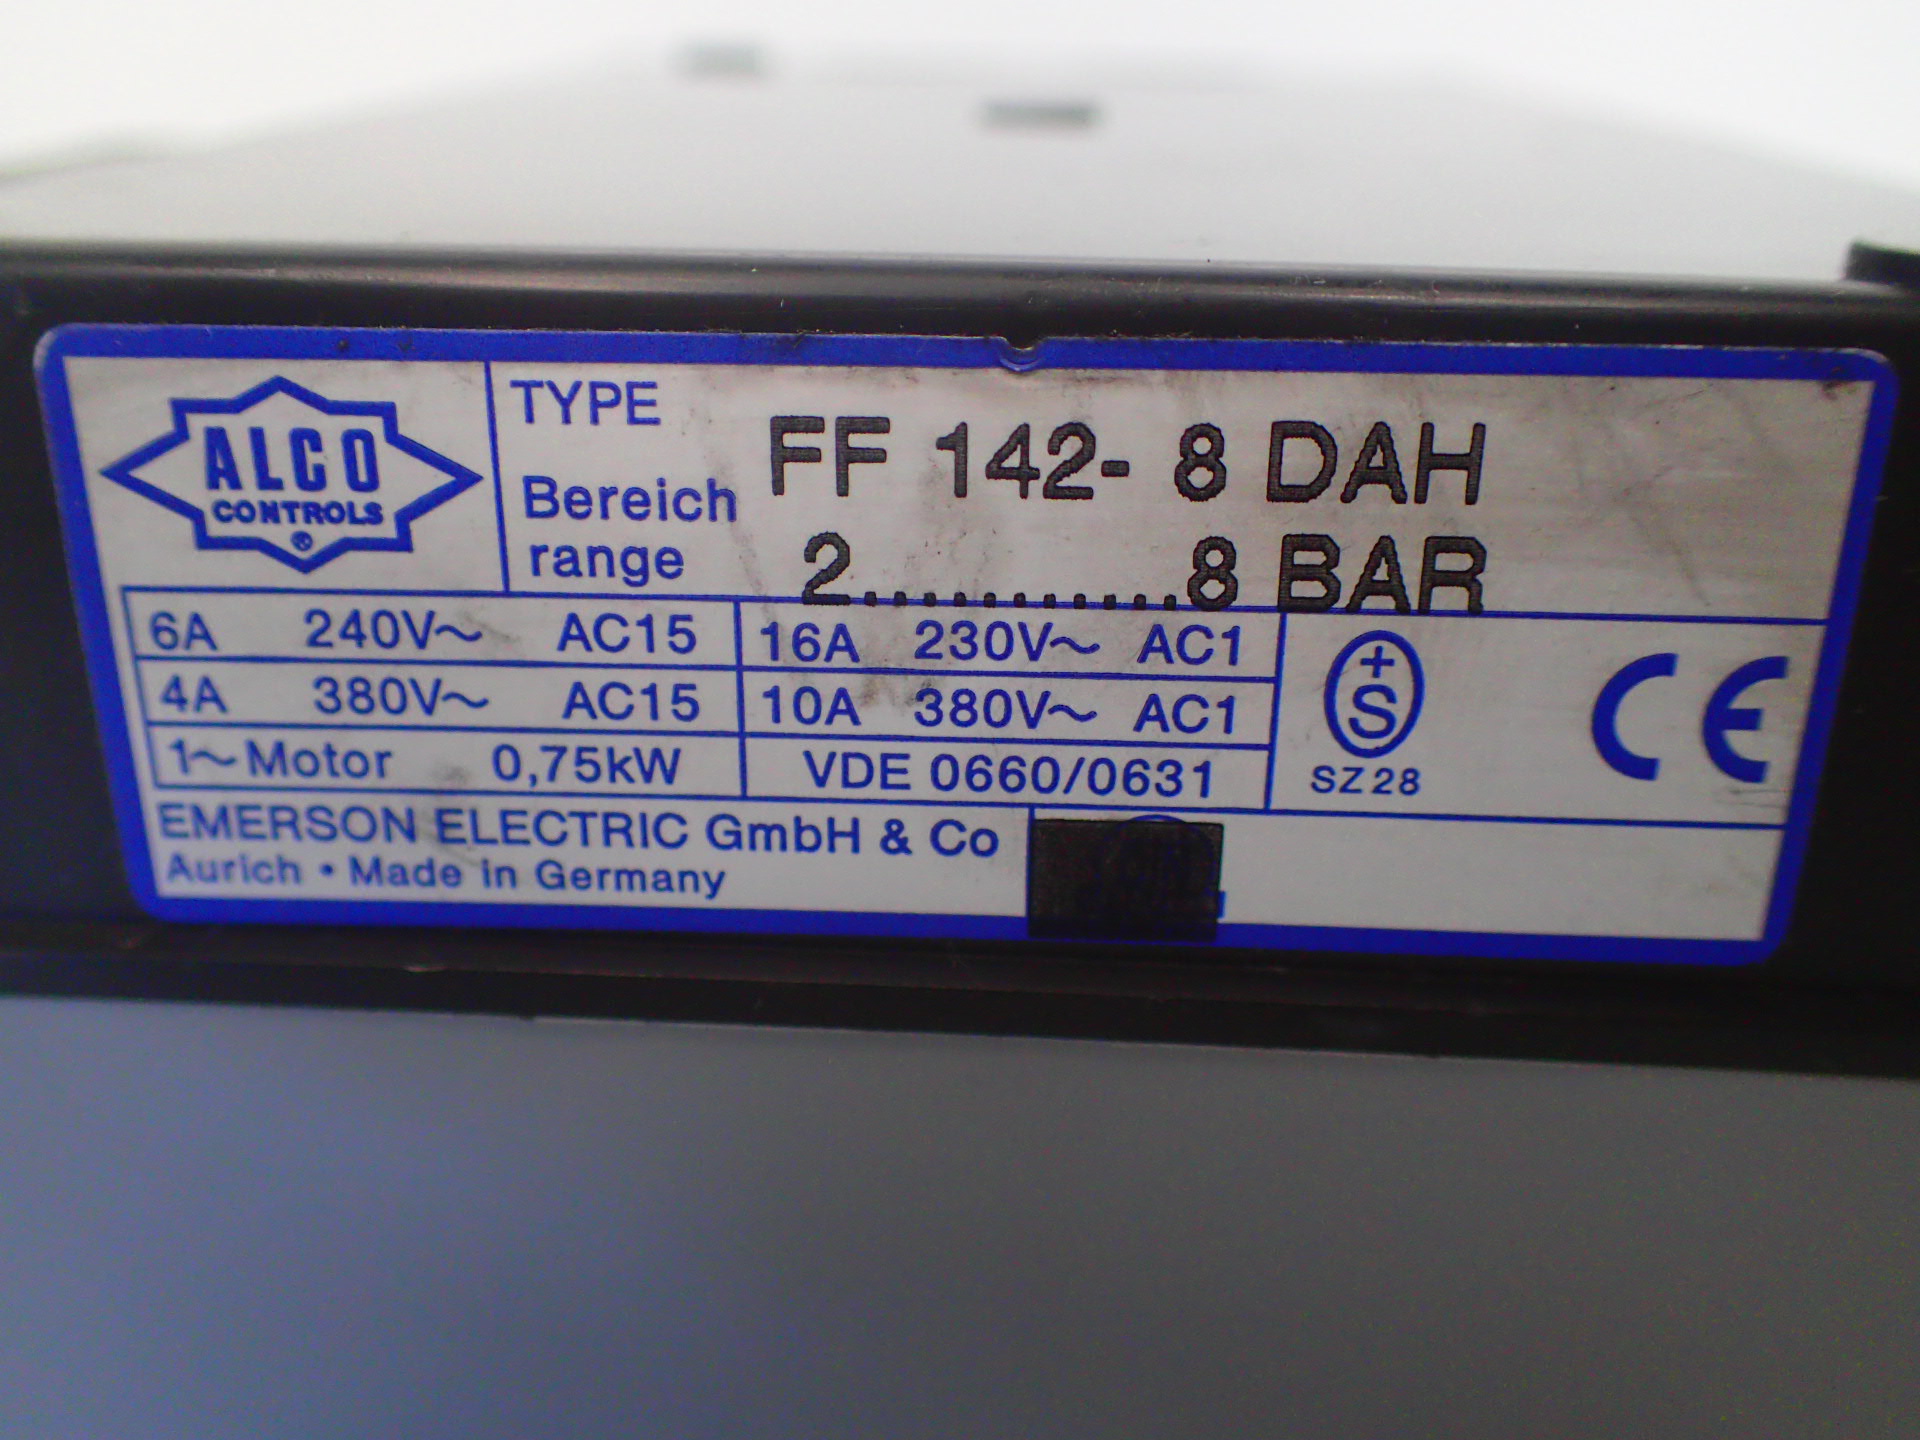 ALCO
CONTROLS
®
TYPE FF 142- 8 DAH
Bereich
range 2............8 BAR
6A 240V~ AC15 16A 230V~ AC1
4A 380V~ AC15 10A 380V~ AC1
1~Motor 0,75kW VDE 0660/0631
+
S
SZ28
CE
EMERSON ELECTRIC GmbH & Co
Aurich • Made in Germany